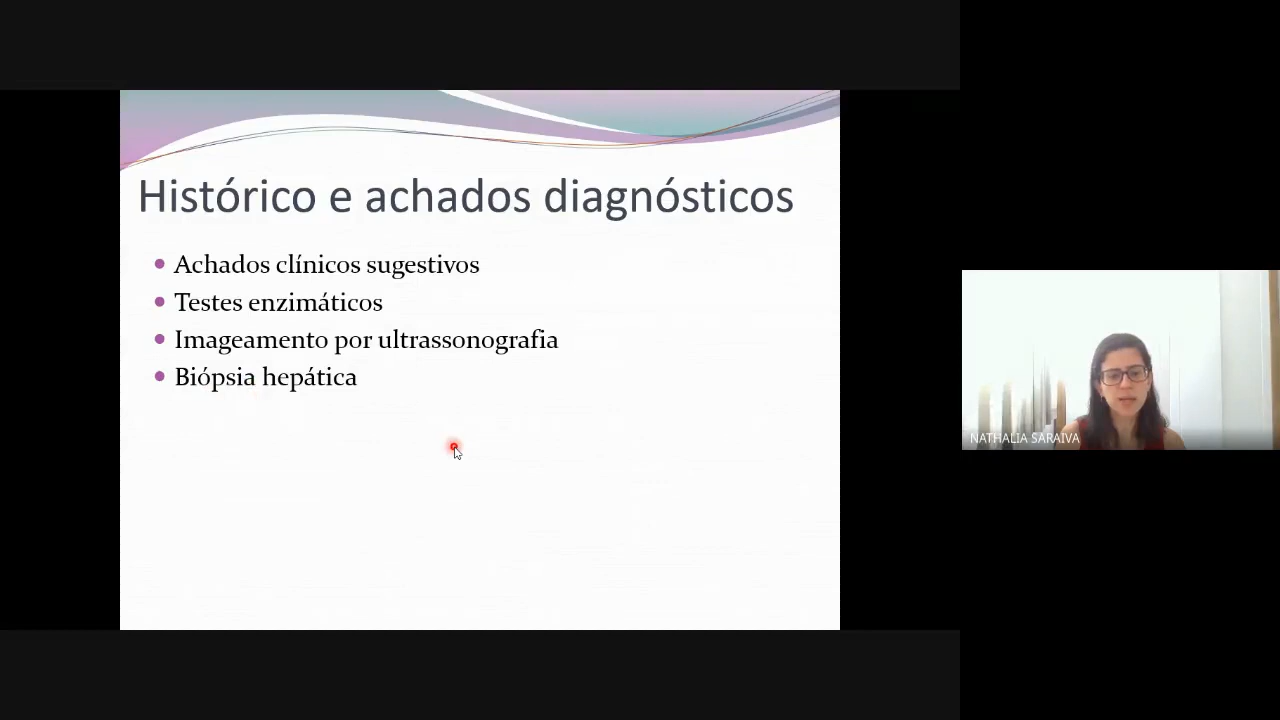 Histórico e achados diagnósticos
Achados clínicos sugestivos
Testes enzimáticos
Imageamento por ultrassonografia
Biópsia hepática
NATHALIA SARAIVA